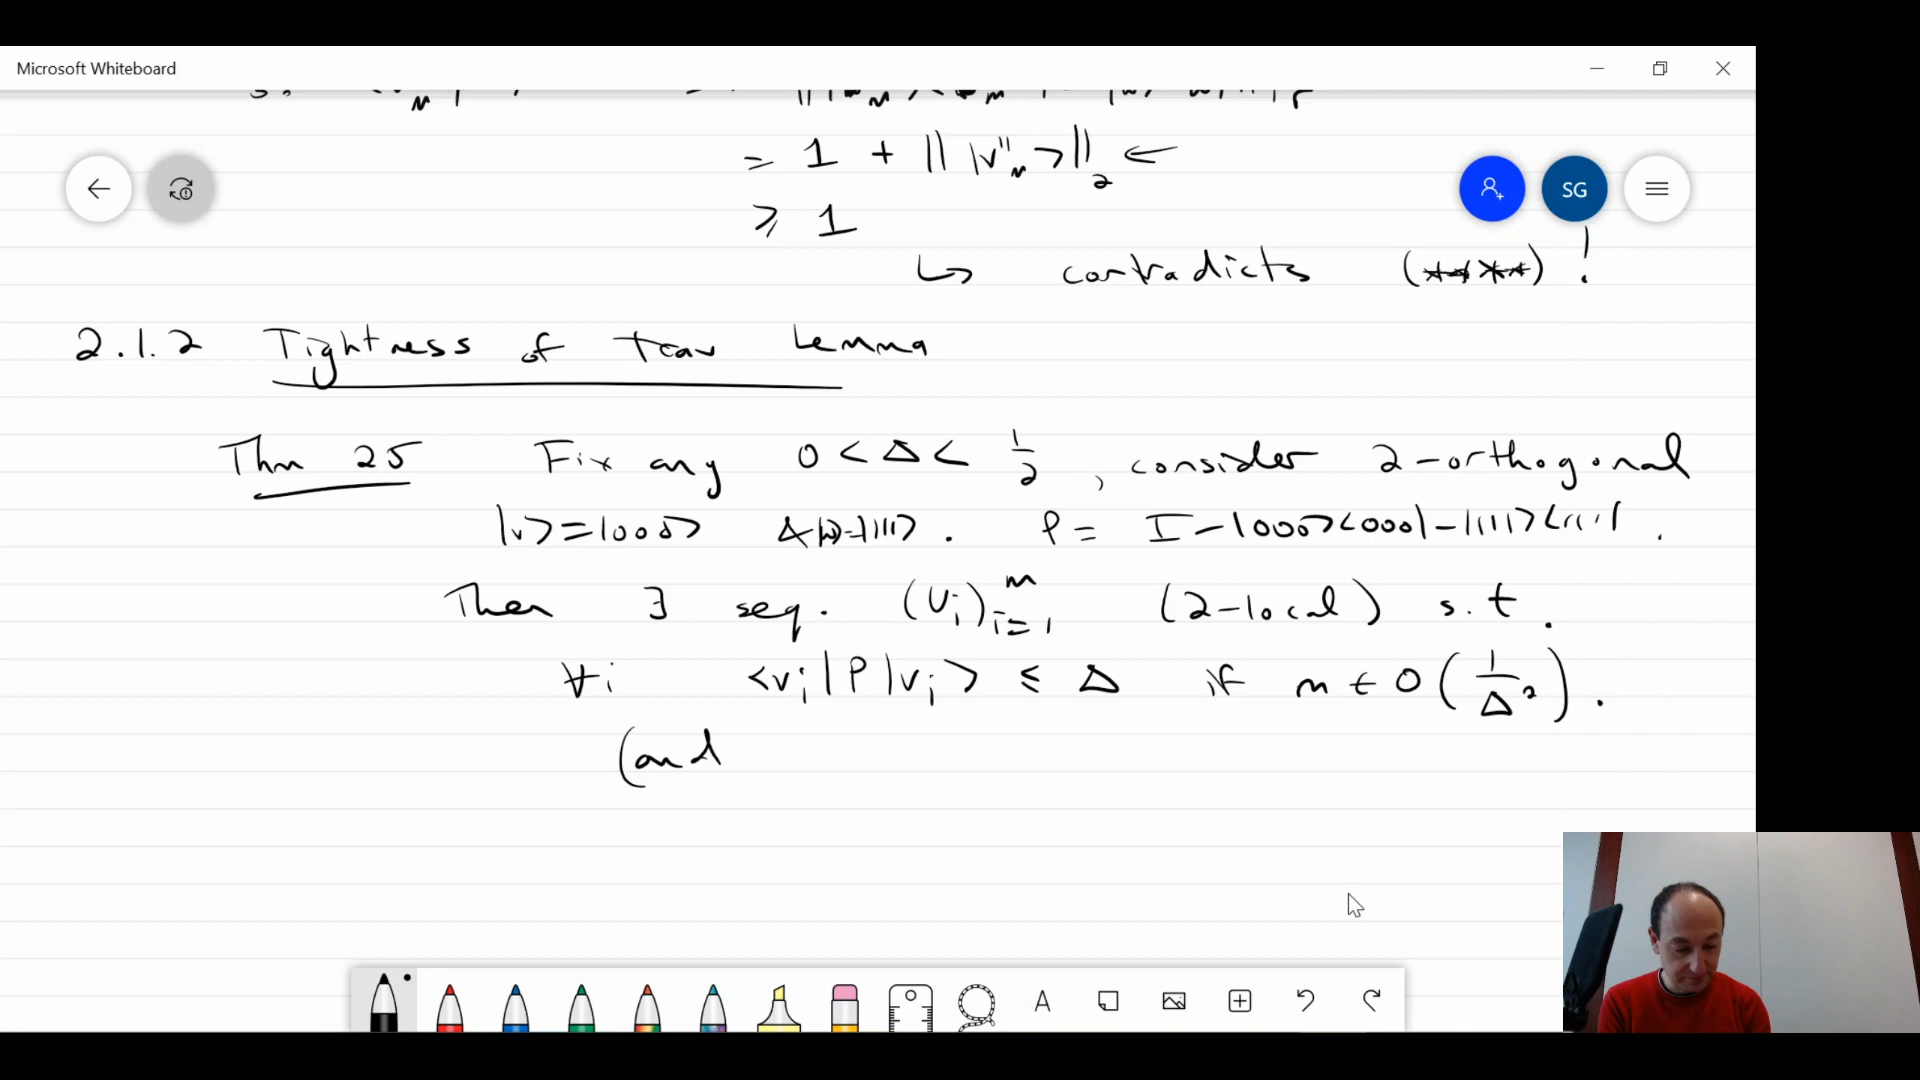 Microsoft Whiteboard
= 1 + || |v''_m >||_2 ←
≥ 1
SG
↳ contradicts (****) !
2.1.2 Tightness of trav Lemma
Thm 25 Fix any 0 < Δ < 1/2 , consider 2-orthogonal
|v>=|000> & |w>=|111> . P = I - |000><000| - |111><111| .
Then ∃ seq. (U_i)_{i=1}^m (2-local) s.t.
∀i <v_i|P|v_i> ≤ Δ if m ∈ O(1/Δ²) .
(and
A